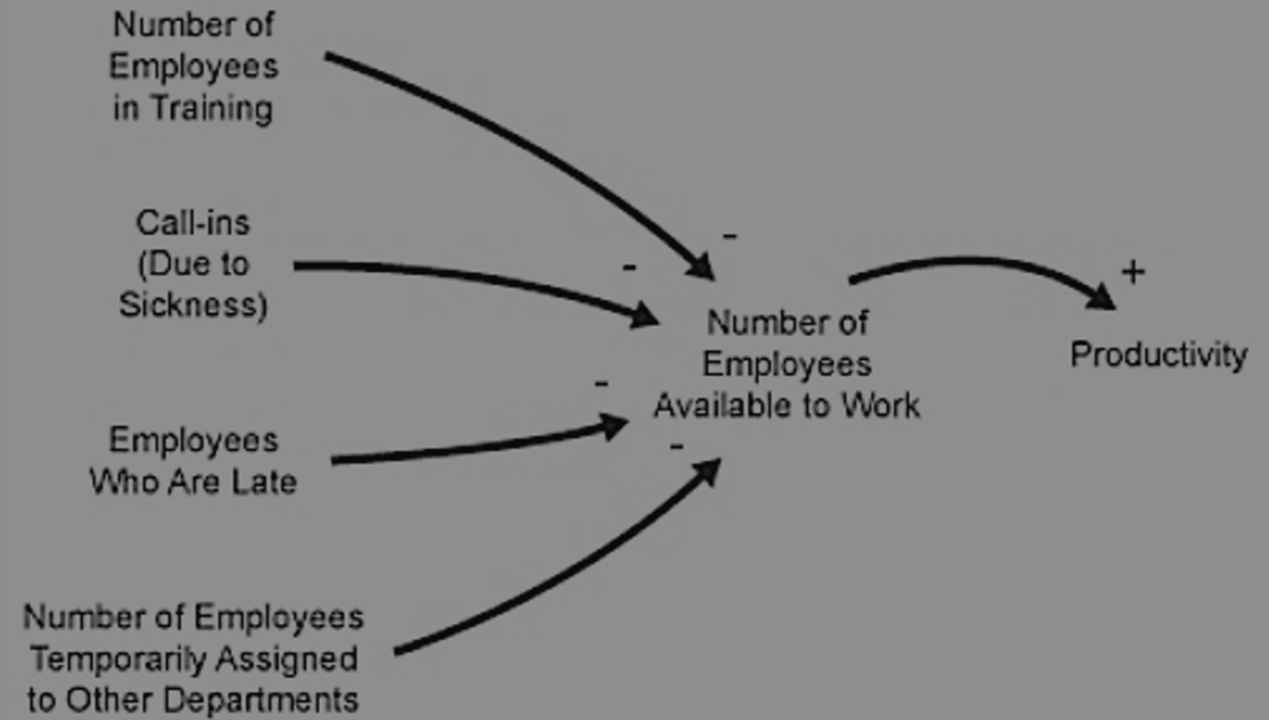 Number of
Employees
in Training
Call-ins
(Due to
Sickness)
Employees
Who Are Late
Number of Employees
Temporarily Assigned
to Other Departments
-
-
-
-
Number of
Employees
Available to Work
+
Productivity